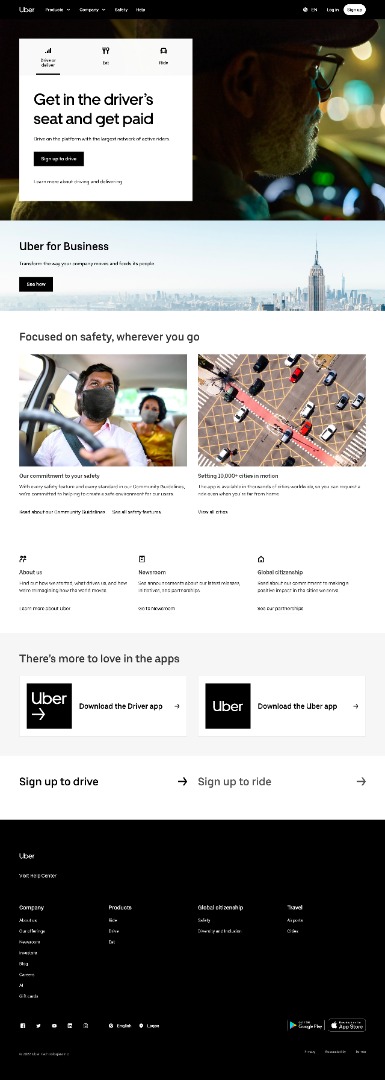 Uber
Products
Company
Safety
Help
EN
Log in
Sign up
Drive or
deliver
Eat
Ride
Get in the driver's
seat and get paid
Drive on the platform with the largest network of active riders.
Sign up to drive
Learn more about driving and delivering
Uber for Business
Transform the way your company moves and feeds its people.
See how
Focused on safety, wherever you go
Our commitment to your safety
With every safety feature and every standard in our Community Guidelines,
we're committed to helping to create a safe environment for our users.
Read about our Community Guidelines
See all safety features
Setting 10,000+ cities in motion
The app is available in thousands of cities worldwide, so you can request a
ride even when you're far from home.
View all cities
About us
Find out how we started, what drives us, and how
we're reimagining how the world moves.
Learn more about Uber
Newsroom
See announcements about our latest releases,
initiatives, and partnerships.
Go to Newsroom
Global citizenship
Read about our commitment to making a
positive impact in the cities we serve.
See our partnerships
There's more to love in the apps
Uber
Download the Driver app
Uber
Download the Uber app
Sign up to drive
Sign up to ride
Uber
Visit Help Center
Company
About us
Our offerings
Newsroom
Investors
Blog
Careers
AI
Gift cards
Products
Ride
Drive
Eat
Global citizenship
Safety
Diversity and Inclusion
Travel
Airports
Cities
English
Google Play
App Store
Privacy
Accessibility
Terms